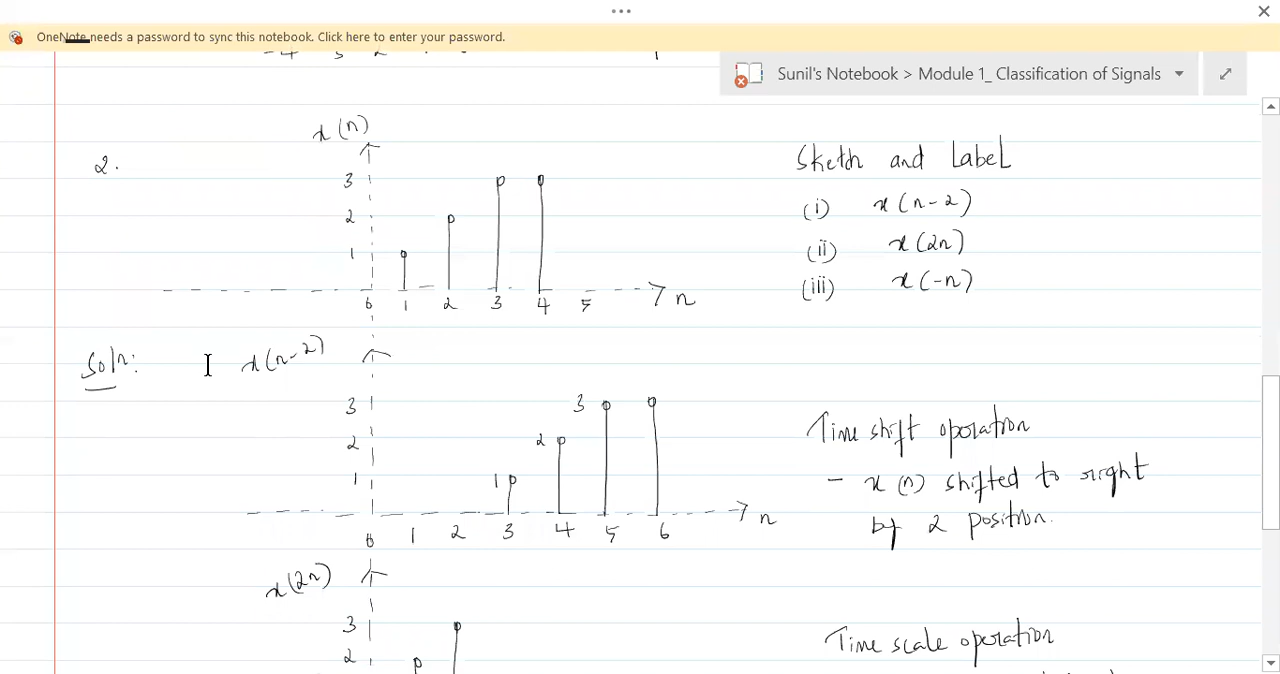 •••
OneNote needs a password to sync this notebook. Click here to enter your password.
Sunil's Notebook > Module 1_ Classification of Signals
x(n)
2.
3
2
1
0 1 2 3 4 5 n
Sketh and Label
(i) x(n-2)
(ii) x(2n)
(iii) x(-n)
Soln: x(n-2)
3 3
2 2
1 1
0 1 2 3 4 5 6 n
Time shift operation
- x(n) shifted to right
by 2 position.
x(2n)
3
2
Time scale operation